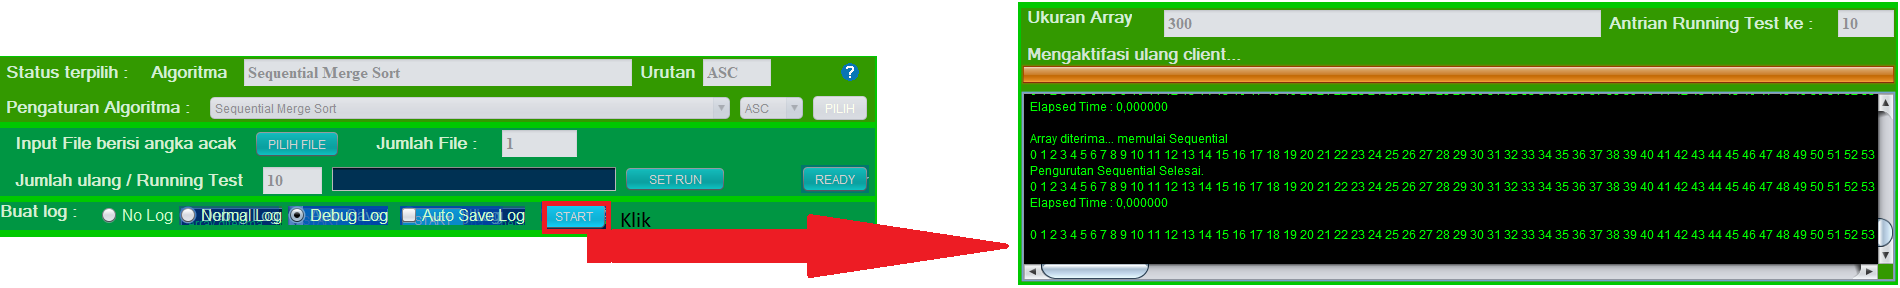 Status terpilih : Algoritma Sequential Merge Sort Urutan ASC ?
Pengaturan Algoritma : Sequential Merge Sort ASC PILIH
Input File berisi angka acak PILIH FILE Jumlah File : 1
Jumlah ulang / Running Test 10 SET RUN READY
Buat log : No Log Normal Log Debug Log Auto Save Log START Klik
Ukuran Array 300 Antrian Running Test ke : 10
Mengaktifasi ulang client...
Elapsed Time : 0,000000
Array diterima... memulai Sequential
0 1 2 3 4 5 6 7 8 9 10 11 12 13 14 15 16 17 18 19 20 21 22 23 24 25 26 27 28 29 30 31 32 33 34 35 36 37 38 39 40 41 42 43 44 45 46 47 48 49 50 51 52 53
Pengurutan Sequential Selesai.
0 1 2 3 4 5 6 7 8 9 10 11 12 13 14 15 16 17 18 19 20 21 22 23 24 25 26 27 28 29 30 31 32 33 34 35 36 37 38 39 40 41 42 43 44 45 46 47 48 49 50 51 52 53
Elapsed Time : 0,000000
0 1 2 3 4 5 6 7 8 9 10 11 12 13 14 15 16 17 18 19 20 21 22 23 24 25 26 27 28 29 30 31 32 33 34 35 36 37 38 39 40 41 42 43 44 45 46 47 48 49 50 51 52 53